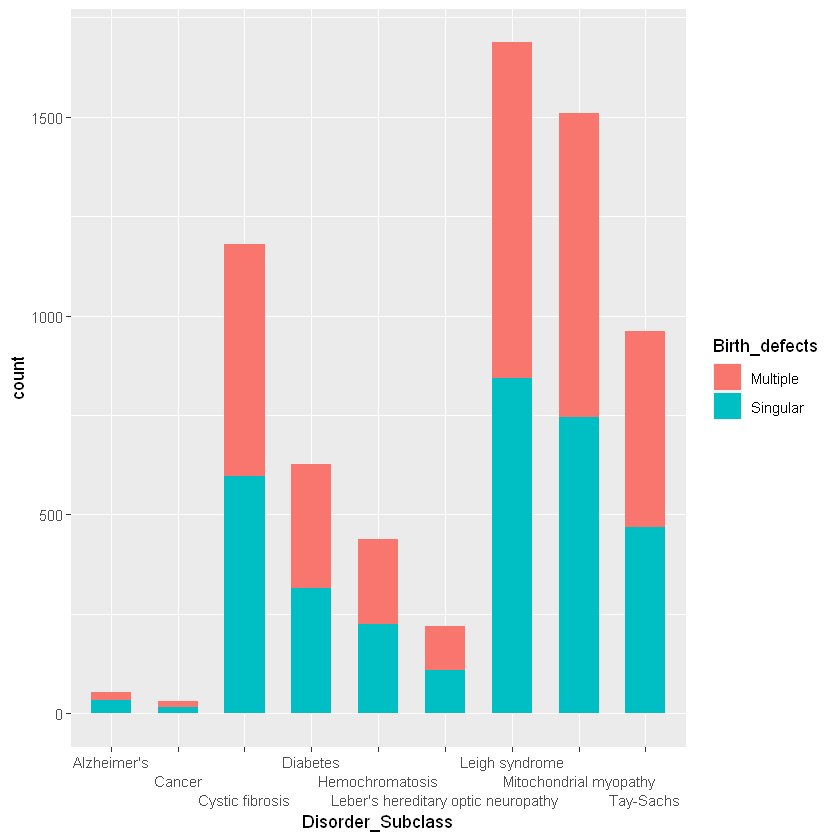 1500
1000
500
0
count
Alzheimer's
Diabetes
Leigh syndrome
Cancer
Hemochromatosis
Mitochondrial myopathy
Cystic fibrosis
Leber's hereditary optic neuropathy
Tay-Sachs
Disorder_Subclass
Birth_defects
Multiple
Singular